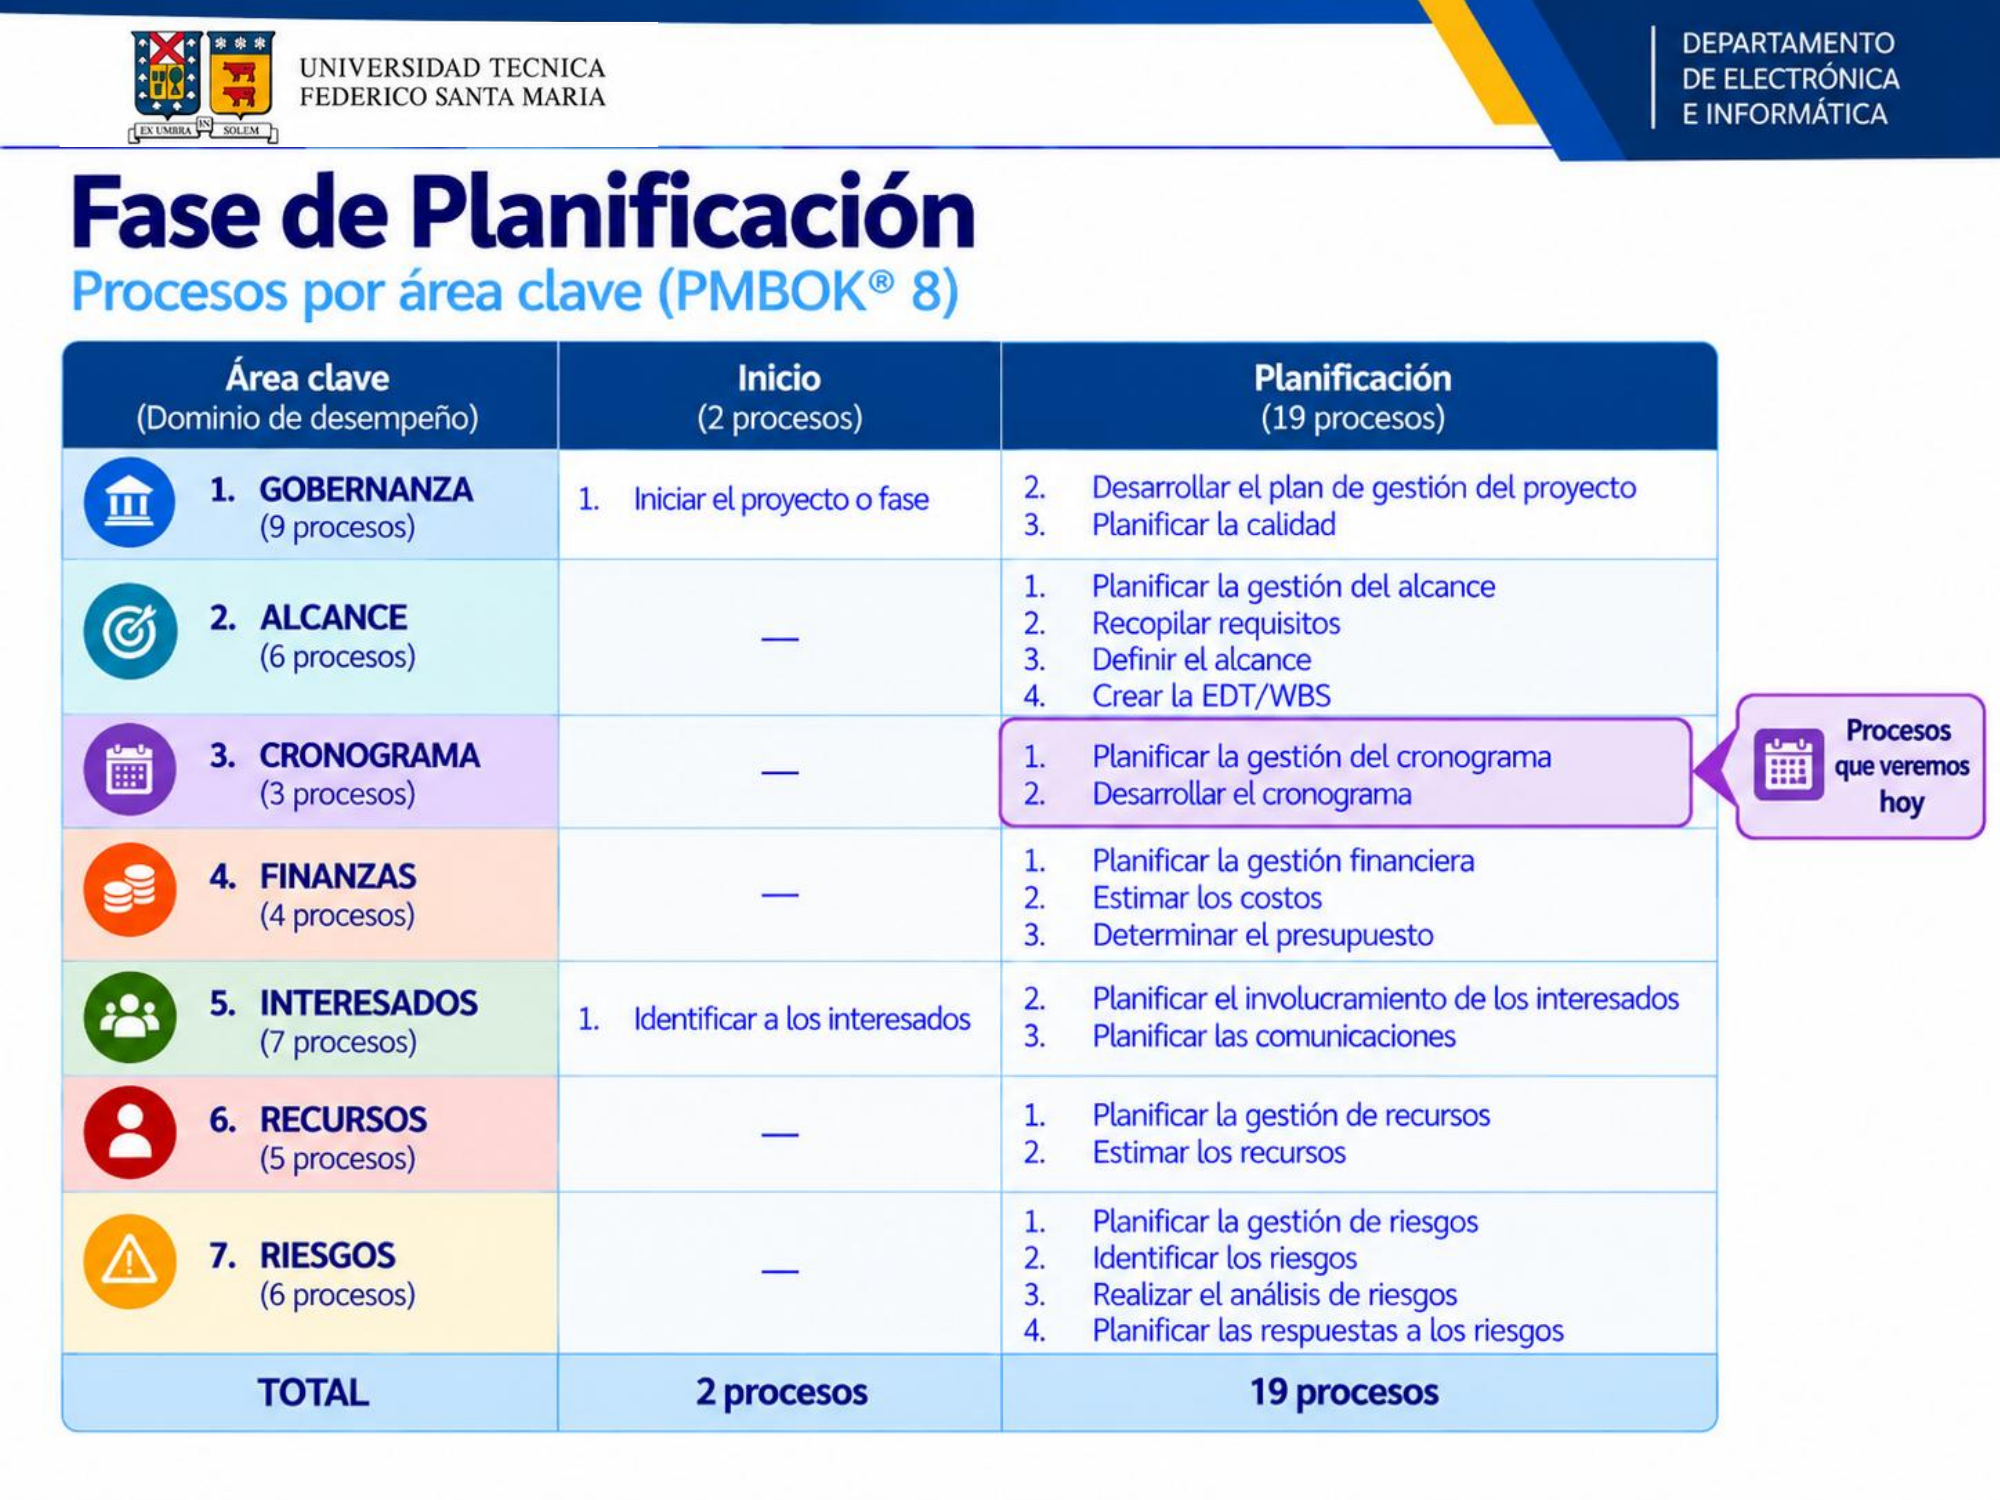 UNIVERSIDAD TECNICA
FEDERICO SANTA MARIA
EX UMBRA IN SOLEM
DEPARTAMENTO
DE ELECTRÓNICA
E INFORMÁTICA
Fase de Planificación
Procesos por área clave (PMBOK® 8)
Área clave
(Dominio de desempeño)
Inicio
(2 procesos)
Planificación
(19 procesos)
1. GOBERNANZA
(9 procesos)
1. Iniciar el proyecto o fase
2. Desarrollar el plan de gestión del proyecto
3. Planificar la calidad
2. ALCANCE
(6 procesos)
—
1. Planificar la gestión del alcance
2. Recopilar requisitos
3. Definir el alcance
4. Crear la EDT/WBS
3. CRONOGRAMA
(3 procesos)
—
1. Planificar la gestión del cronograma
2. Desarrollar el cronograma
Procesos
que veremos
hoy
4. FINANZAS
(4 procesos)
—
1. Planificar la gestión financiera
2. Estimar los costos
3. Determinar el presupuesto
5. INTERESADOS
(7 procesos)
1. Identificar a los interesados
2. Planificar el involucramiento de los interesados
3. Planificar las comunicaciones
6. RECURSOS
(5 procesos)
—
1. Planificar la gestión de recursos
2. Estimar los recursos
7. RIESGOS
(6 procesos)
—
1. Planificar la gestión de riesgos
2. Identificar los riesgos
3. Realizar el análisis de riesgos
4. Planificar las respuestas a los riesgos
TOTAL
2 procesos
19 procesos